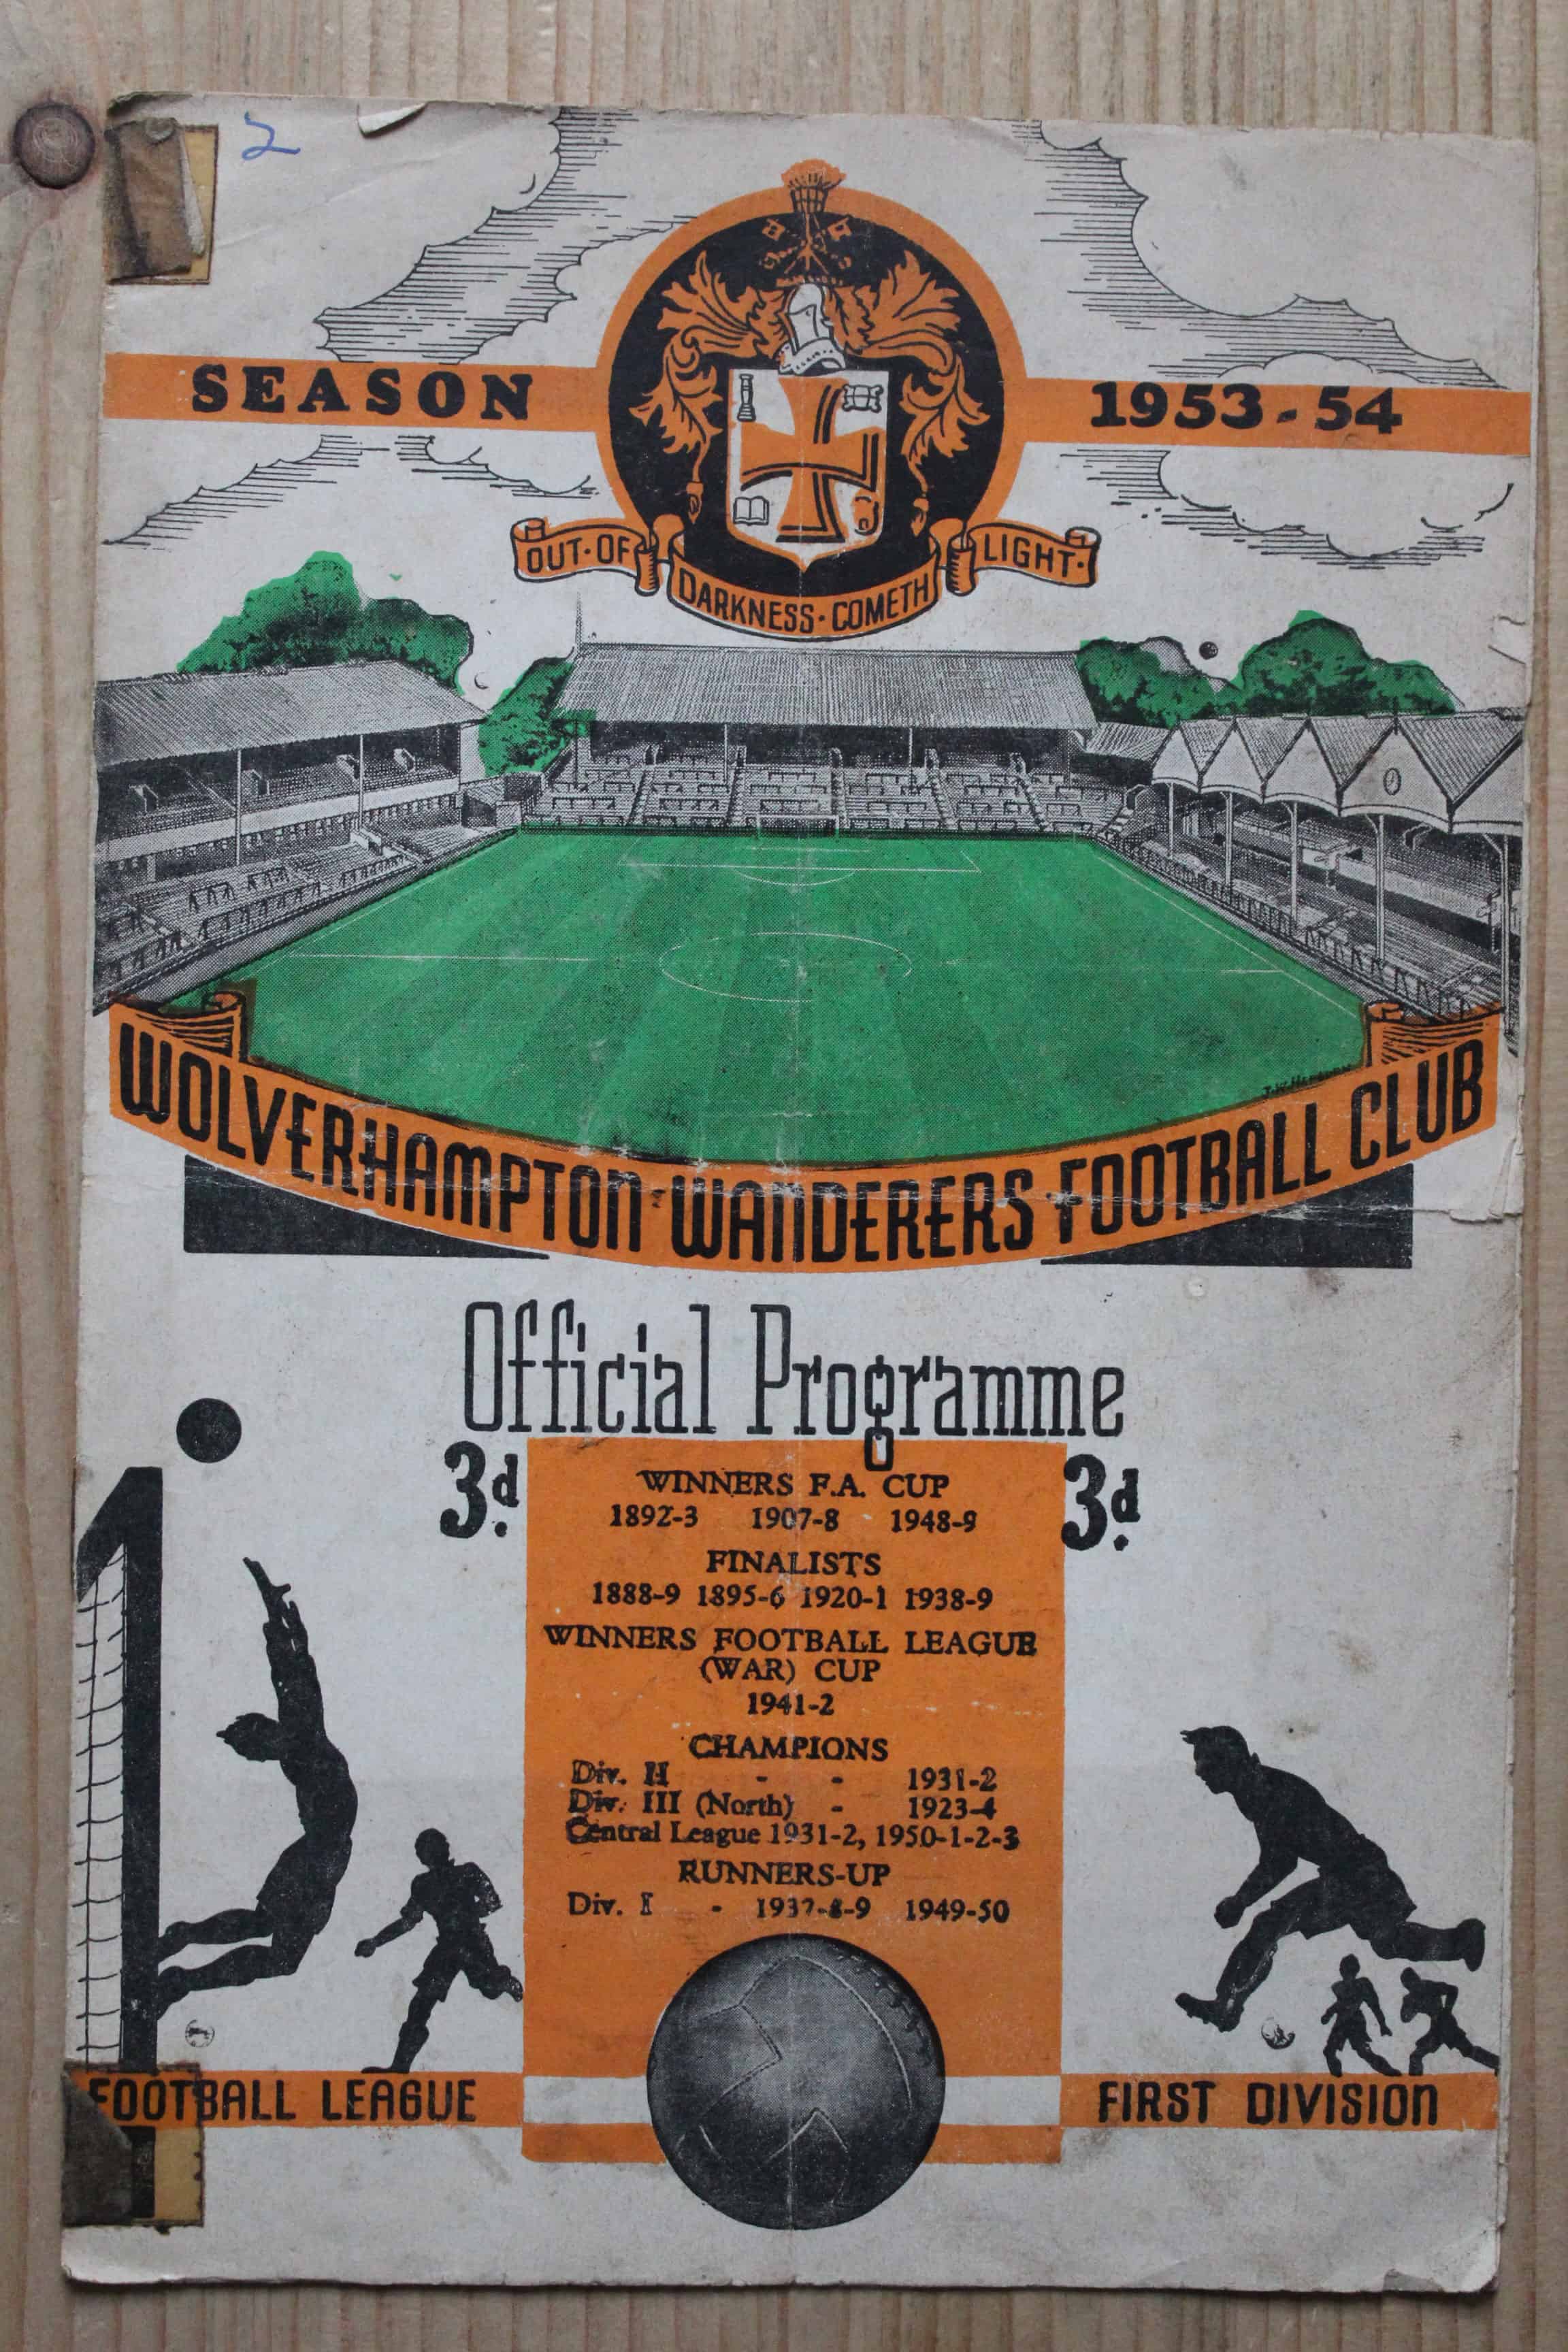 2
SEASON 1953-54
OUT·OF DARKNESS·COMETH LIGHT·
WOLVERHAMPTON WANDERERS FOOTBALL CLUB
Official Programme
3d. 3d.
WINNERS F.A. CUP
1892-3 1907-8 1948-9
FINALISTS
1888-9 1895-6 1920-1 1938-9
WINNERS FOOTBALL LEAGUE
(WAR) CUP
1941-2
CHAMPIONS
Div. II - - 1931-2
Div. III (North) - 1923-4
Central League 1931-2, 1950-1-2-3
RUNNERS-UP
Div. I - 1937-8-9 1949-50
FOOTBALL LEAGUE FIRST DIVISION